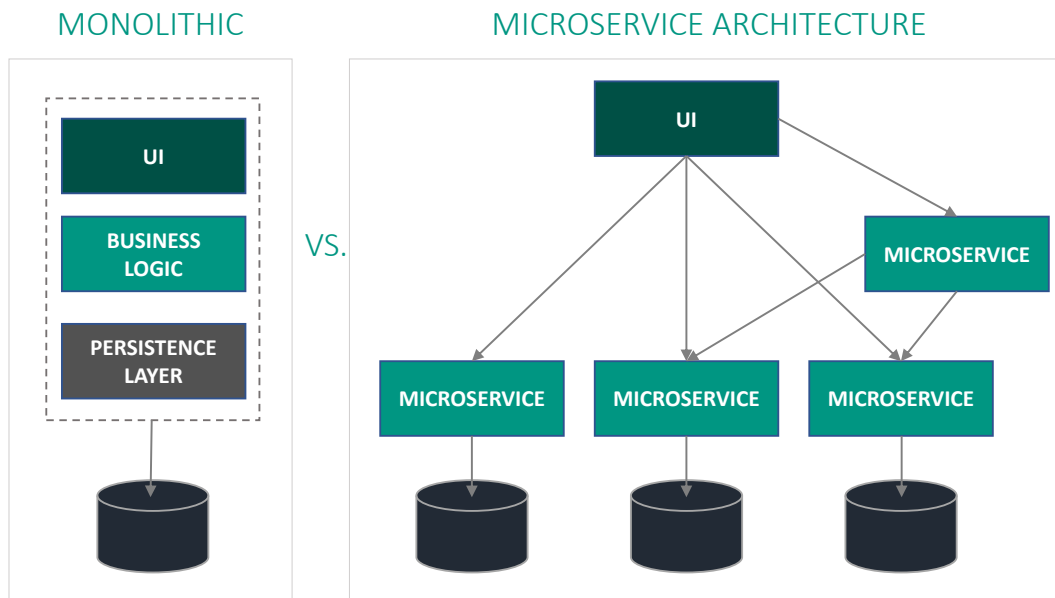 MONOLITHIC
UI
BUSINESS
LOGIC
PERSISTENCE
LAYER
VS.
MICROSERVICE ARCHITECTURE
UI
MICROSERVICE
MICROSERVICE
MICROSERVICE
MICROSERVICE